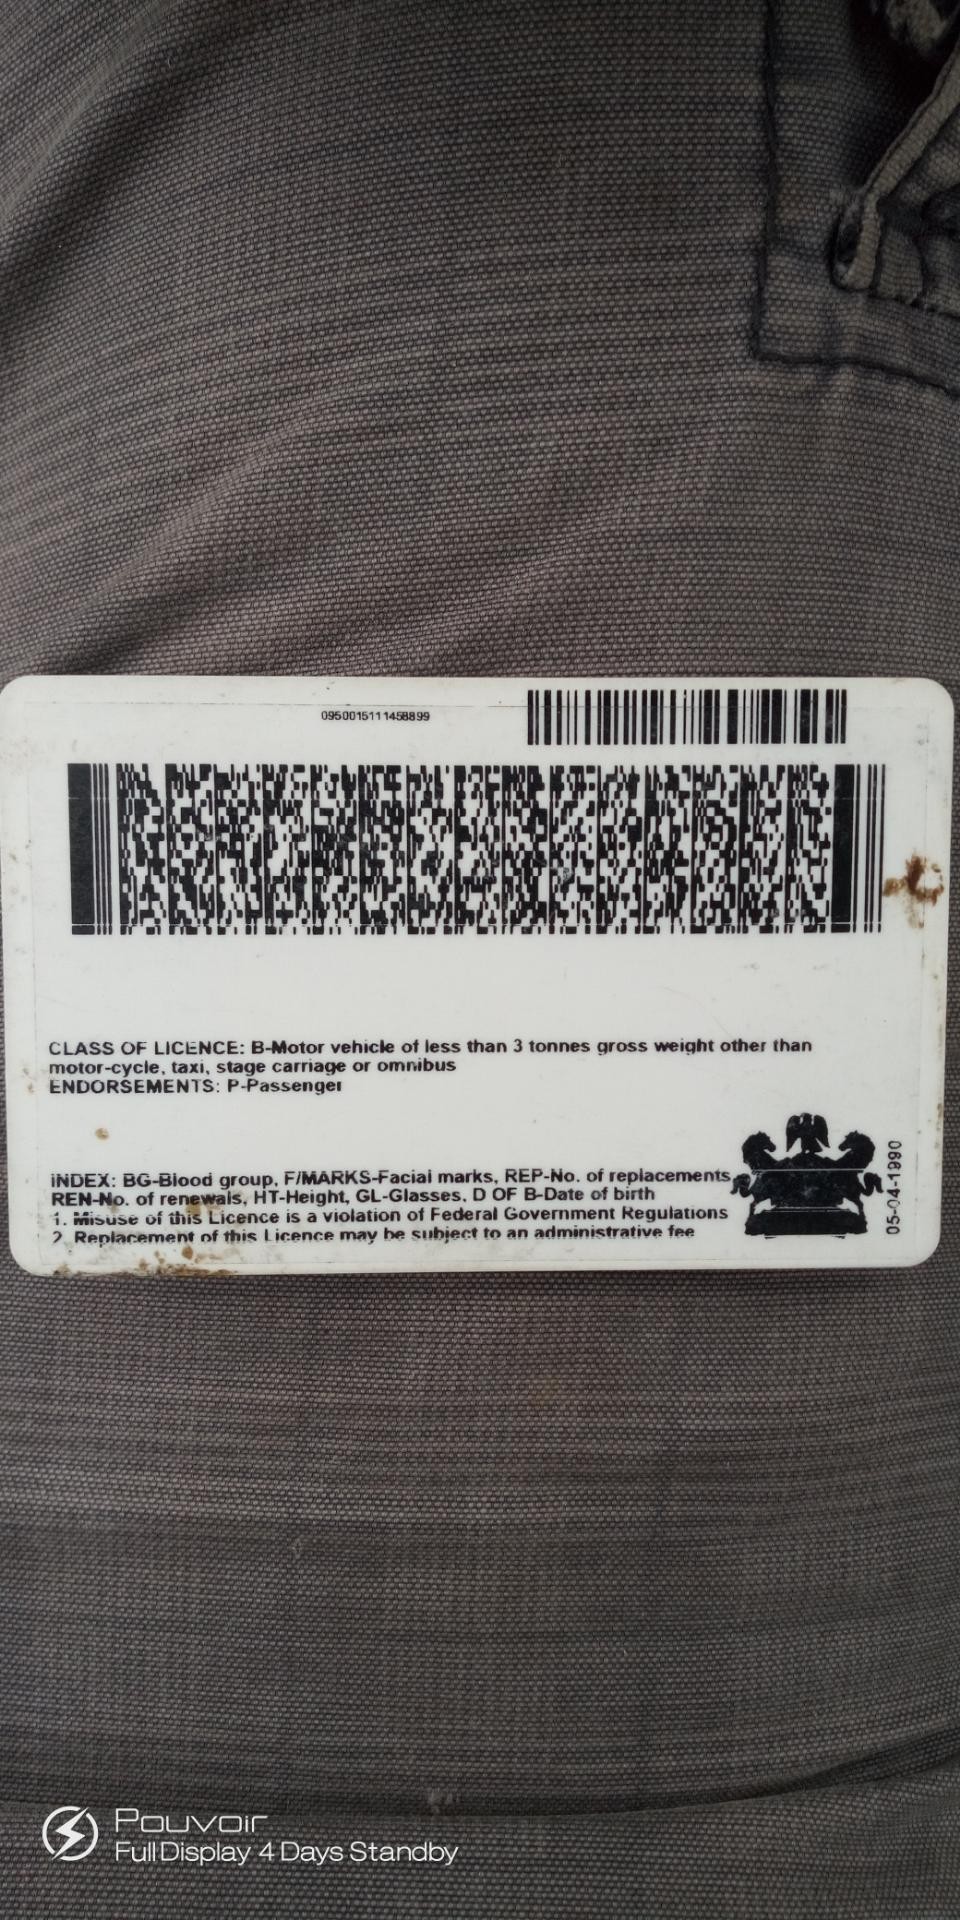 0950015111458899
CLASS OF LICENCE: B-Motor vehicle of less than 3 tonnes gross weight other than
motor-cycle, taxi, stage carriage or omnibus
ENDORSEMENTS: P-Passenger
INDEX: BG-Blood group, F/MARKS-Facial marks, REP-No. of replacements,
REN-No. of renewals, HT-Height, GL-Glasses, D OF B-Date of birth
1. Misuse of this Licence is a violation of Federal Government Regulations
2. Replacement of this Licence may be subject to an administrative fee
05-04-1990
Pouvoir
Full Display 4 Days Standby